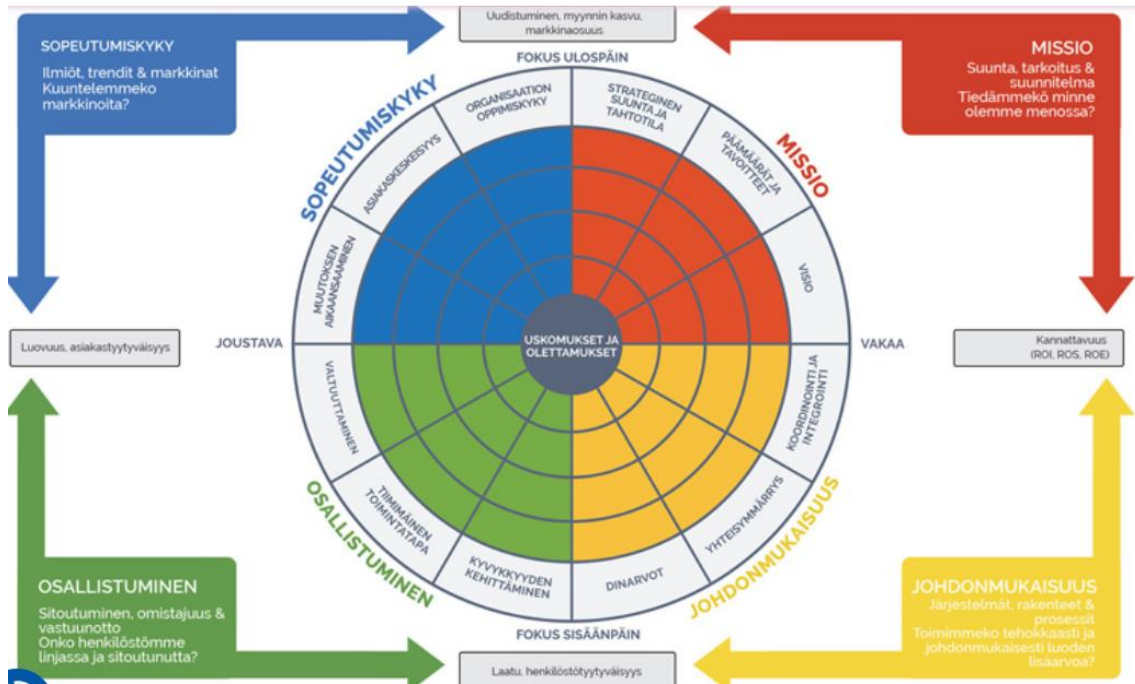 Uudistuminen, myynnin kasvu,
markkinaosuus
SOPEUTUMISKYKY
Ilmiöt, trendit & markkinat
Kuuntelemmeko
markkinoita?
MISSIO
Suunta, tarkoitus &
suunnitelma
Tiedämmekö minne
olemme menossa?
FOKUS ULOSPÄIN
SOPEUTUMISKYKY
MISSIO
ORGANISAATION
OPPIMISKYKY
STRATEGINEN
SUUNTA JA
TAHTOTILA
ASIAKASKESKEISYYS
PÄÄMÄÄRÄT JA
TAVOITTEET
MUUTOKSEN
AIKAANSAAMINEN
VISIO
Luovuus, asiakastyytyväisyys
JOUSTAVA
USKOMUKSET JA
OLETTAMUKSET
VAKAA
Kannattavuus
(ROI, ROS, ROE)
VALTUUTTAMINEN
KOORDINOINTI JA
INTEGROINTI
TIIMIMÄINEN
TOIMINTATAPA
YHTEISYMMÄRRYS
KYVYKKYYDEN
KEHITTÄMINEN
DINARVOT
OSALLISTUMINEN
JOHDONMUKAISUUS
FOKUS SISÄÄNPÄIN
OSALLISTUMINEN
Sitoutuminen, omistajuus &
vastuunotto
Onko henkilöstömme
linjassa ja sitoutunutta?
JOHDONMUKAISUUS
Järjestelmät, rakenteet &
prosessit
Toimimmeko tehokkaasti ja
johdonmukaisesti luoden
lisäarvoa?
Laatu, henkilöstötyytyväisyys